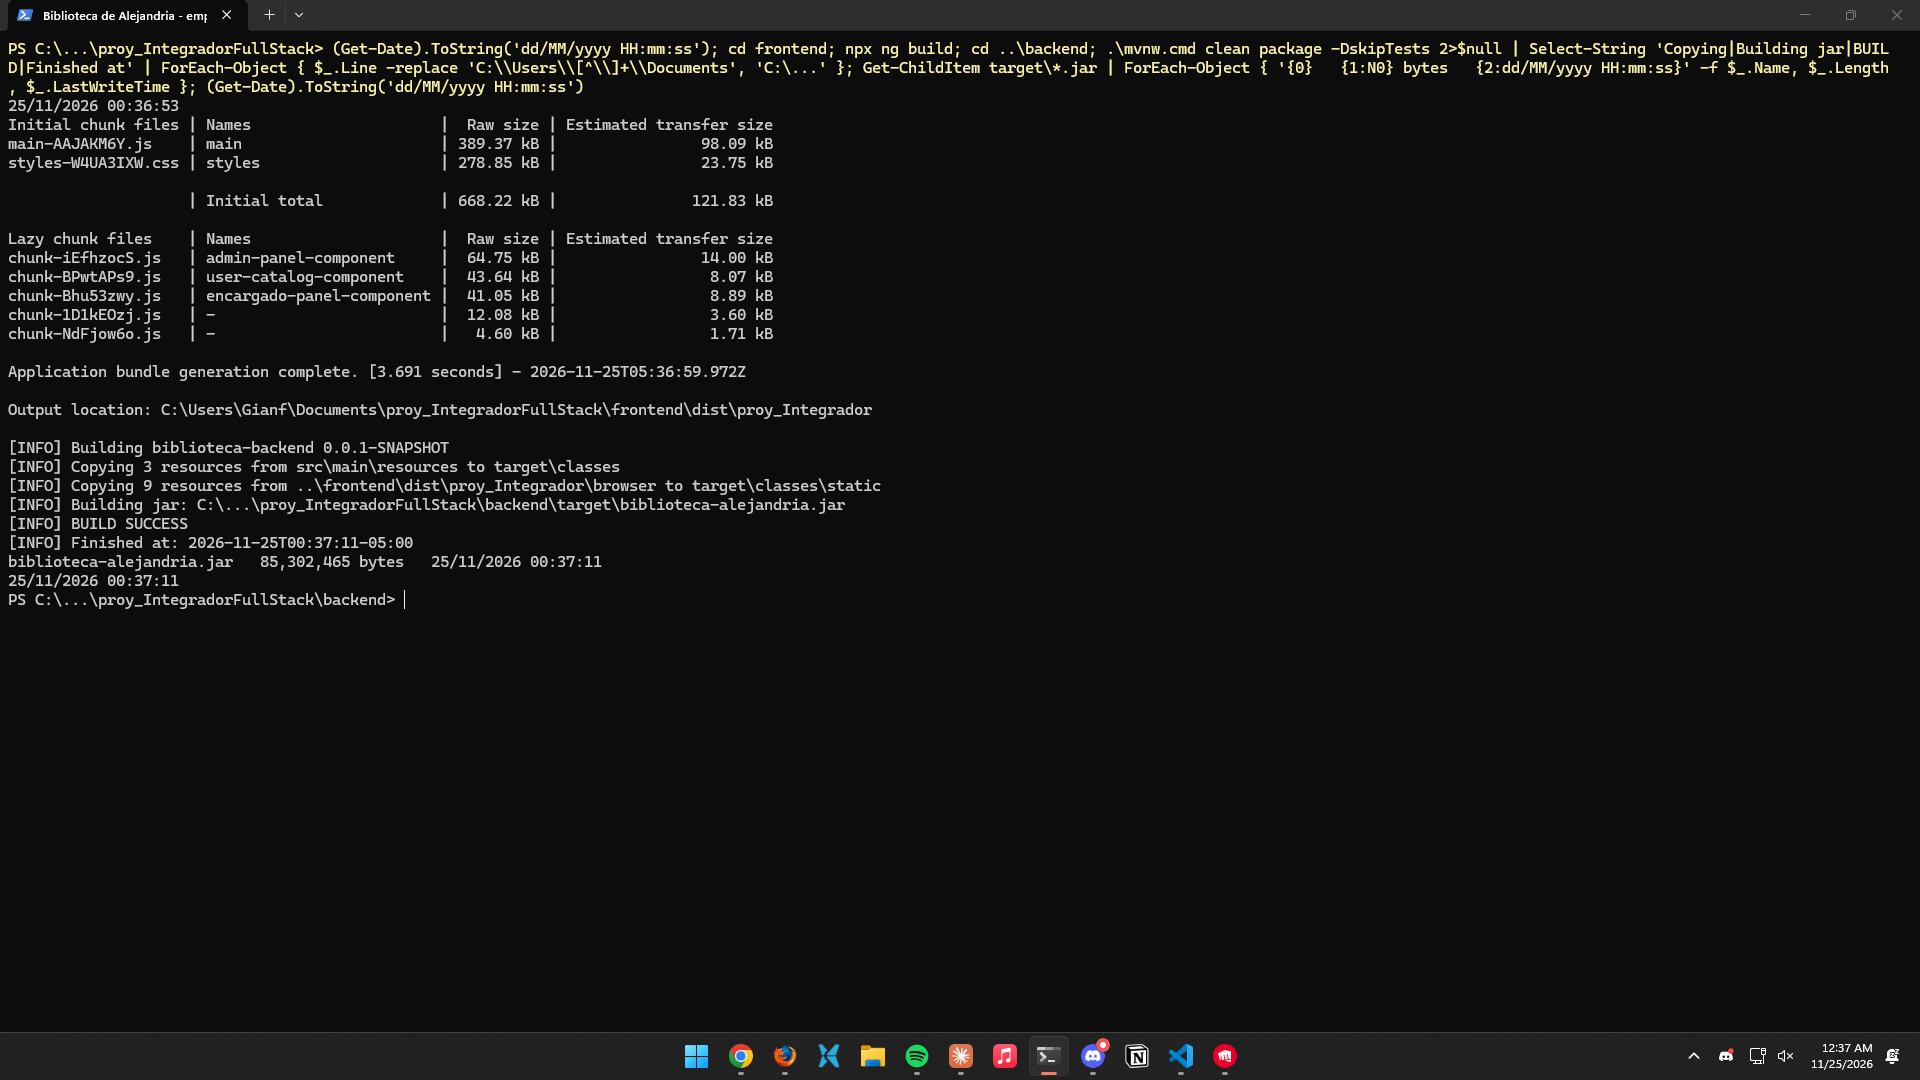 Biblioteca de Alejandria - emp
PS C:\...\proy_IntegradorFullStack> (Get-Date).ToString('dd/MM/yyyy HH:mm:ss'); cd frontend; npx ng build; cd ..\backend; .\mvnw.cmd clean package -DskipTests 2>$null | Select-String 'Copying|Building jar|BUIL
D|Finished at' | ForEach-Object { $_.Line -replace 'C:\\Users\\[^\\]+\\Documents', 'C:\...' }; Get-ChildItem target\*.jar | ForEach-Object { '{0}   {1:N0} bytes   {2:dd/MM/yyyy HH:mm:ss}' -f $_.Name, $_.Length
, $_.LastWriteTime }; (Get-Date).ToString('dd/MM/yyyy HH:mm:ss')
25/11/2026 00:36:53
Initial chunk files | Names                     |  Raw size | Estimated transfer size
main-AAJAKM6Y.js    | main                      | 389.37 kB |                98.09 kB
styles-W4UA3IXW.css | styles                    | 278.85 kB |                23.75 kB
                    | Initial total             | 668.22 kB |               121.83 kB
Lazy chunk files    | Names                     |  Raw size | Estimated transfer size
chunk-iEfhzocS.js   | admin-panel-component     |  64.75 kB |                14.00 kB
chunk-BPwtAPs9.js   | user-catalog-component    |  43.64 kB |                 8.07 kB
chunk-Bhu53zwy.js   | encargado-panel-component |  41.05 kB |                 8.89 kB
chunk-1D1kEOzj.js   | -                         |  12.08 kB |                 3.60 kB
chunk-NdFjow6o.js   | -                         |   4.60 kB |                 1.71 kB
Application bundle generation complete. [3.691 seconds] - 2026-11-25T05:36:59.972Z
Output location: C:\Users\Gianf\Documents\proy_IntegradorFullStack\frontend\dist\proy_Integrador
[INFO] Building biblioteca-backend 0.0.1-SNAPSHOT
[INFO] Copying 3 resources from src\main\resources to target\classes
[INFO] Copying 9 resources from ..\frontend\dist\proy_Integrador\browser to target\classes\static
[INFO] Building jar: C:\...\proy_IntegradorFullStack\backend\target\biblioteca-alejandria.jar
[INFO] BUILD SUCCESS
[INFO] Finished at: 2026-11-25T00:37:11-05:00
biblioteca-alejandria.jar   85,302,465 bytes   25/11/2026 00:37:11
25/11/2026 00:37:11
PS C:\...\proy_IntegradorFullStack\backend>
12:37 AM
11/25/2026